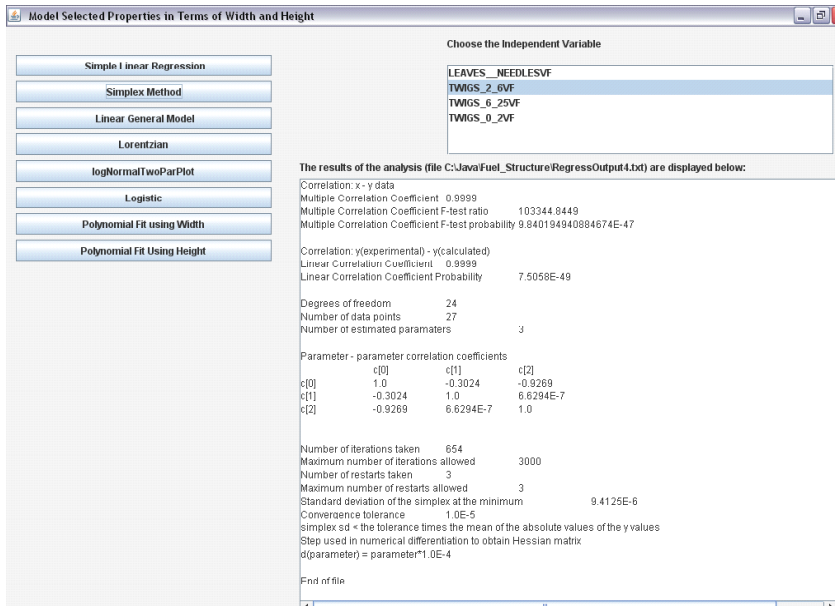 Model Selected Properties in Terms of Width and Height
Choose the Independent Variable
Simple Linear Regression
Simplex Method
Linear General Model
Lorentzian
logNormalTwoParPlot
Logistic
Polynomial Fit using Width
Polynomial Fit Using Height
LEAVES__NEEDLESVF
TWIGS_2_6VF
TWIGS_6_25VF
TWIGS_0_2VF
The results of the analysis (file C:\Java\Fuel_Structure\RegressOutput4.txt) are displayed below:
Correlation: x - y data
Multiple Correlation Coefficient 0.9999
Multiple Correlation Coefficient F-test ratio 103344.8449
Multiple Correlation Coefficient F-test probability 9.840194940884674E-47
Correlation: y(experimental) - y(calculated)
Linear Correlation Coefficient 0.9999
Linear Correlation Coefficient Probability 7.5058E-49
Degrees of freedom 24
Number of data points 27
Number of estimated paramaters 3
Parameter - parameter correlation coefficients
c[0] c[1] c[2]
c[0] 1.0 -0.3024 -0.9269
c[1] -0.3024 1.0 6.6294E-7
c[2] -0.9269 6.6294E-7 1.0
Number of iterations taken 654
Maximum number of iterations allowed 3000
Number of restarts taken 3
Maximum number of restarts allowed 3
Standard deviation of the simplex at the minimum 9.4125E-6
Convergence tolerance 1.0E-5
simplex sd < the tolerance times the mean of the absolute values of the y values
Step used in numerical differentiation to obtain Hessian matrix
d(parameter) = parameter*1.0E-4
End of file